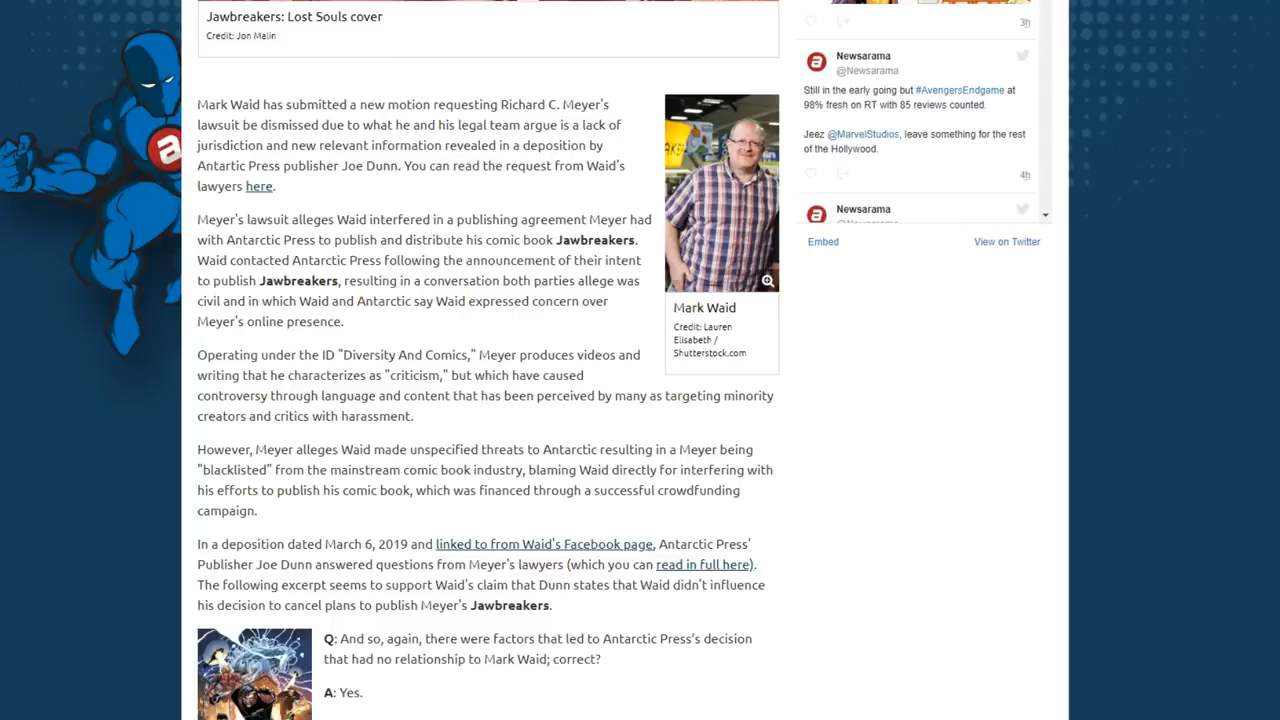 Jawbreakers: Lost Souls cover
Credit: Jon Malin
Mark Waid has submitted a new motion requesting Richard C. Meyer's
lawsuit be dismissed due to what he and his legal team argue is a lack of
jurisdiction and new relevant information revealed in a deposition by
Antartic Press publisher Joe Dunn. You can read the request from Waid's
lawyers here.
Meyer's lawsuit alleges Waid interfered in a publishing agreement Meyer had
with Antarctic Press to publish and distribute his comic book Jawbreakers.
Waid contacted Antarctic Press following the announcement of their intent
to publish Jawbreakers, resulting in a conversation both parties allege was
civil and in which Waid and Antarctic say Waid expressed concern over
Meyer's online presence.
Mark Waid
Credit: Lauren
Elisabeth /
Shutterstock.com
Operating under the ID "Diversity And Comics," Meyer produces videos and
writing that he characterizes as "criticism," but which have caused
controversy through language and content that has been perceived by many as targeting minority
creators and critics with harassment.
However, Meyer alleges Waid made unspecified threats to Antarctic resulting in a Meyer being
"blacklisted" from the mainstream comic book industry, blaming Waid directly for interfering with
his efforts to publish his comic book, which was financed through a successful crowdfunding
campaign.
In a deposition dated March 6, 2019 and linked to from Waid's Facebook page, Antarctic Press'
Publisher Joe Dunn answered questions from Meyer's lawyers (which you can read in full here).
The following excerpt seems to support Waid's claim that Dunn states that Waid didn't influence
his decision to cancel plans to publish Meyer's Jawbreakers.
Q: And so, again, there were factors that led to Antarctic Press's decision
that had no relationship to Mark Waid; correct?
A: Yes.
3h
Newsarama
@Newsarama
Still in the early going but #AvengersEndgame at
98% fresh on RT with 85 reviews counted.
Jeez @MarvelStudios, leave something for the rest
of the Hollywood.
4h
Newsarama
Embed
View on Twitter